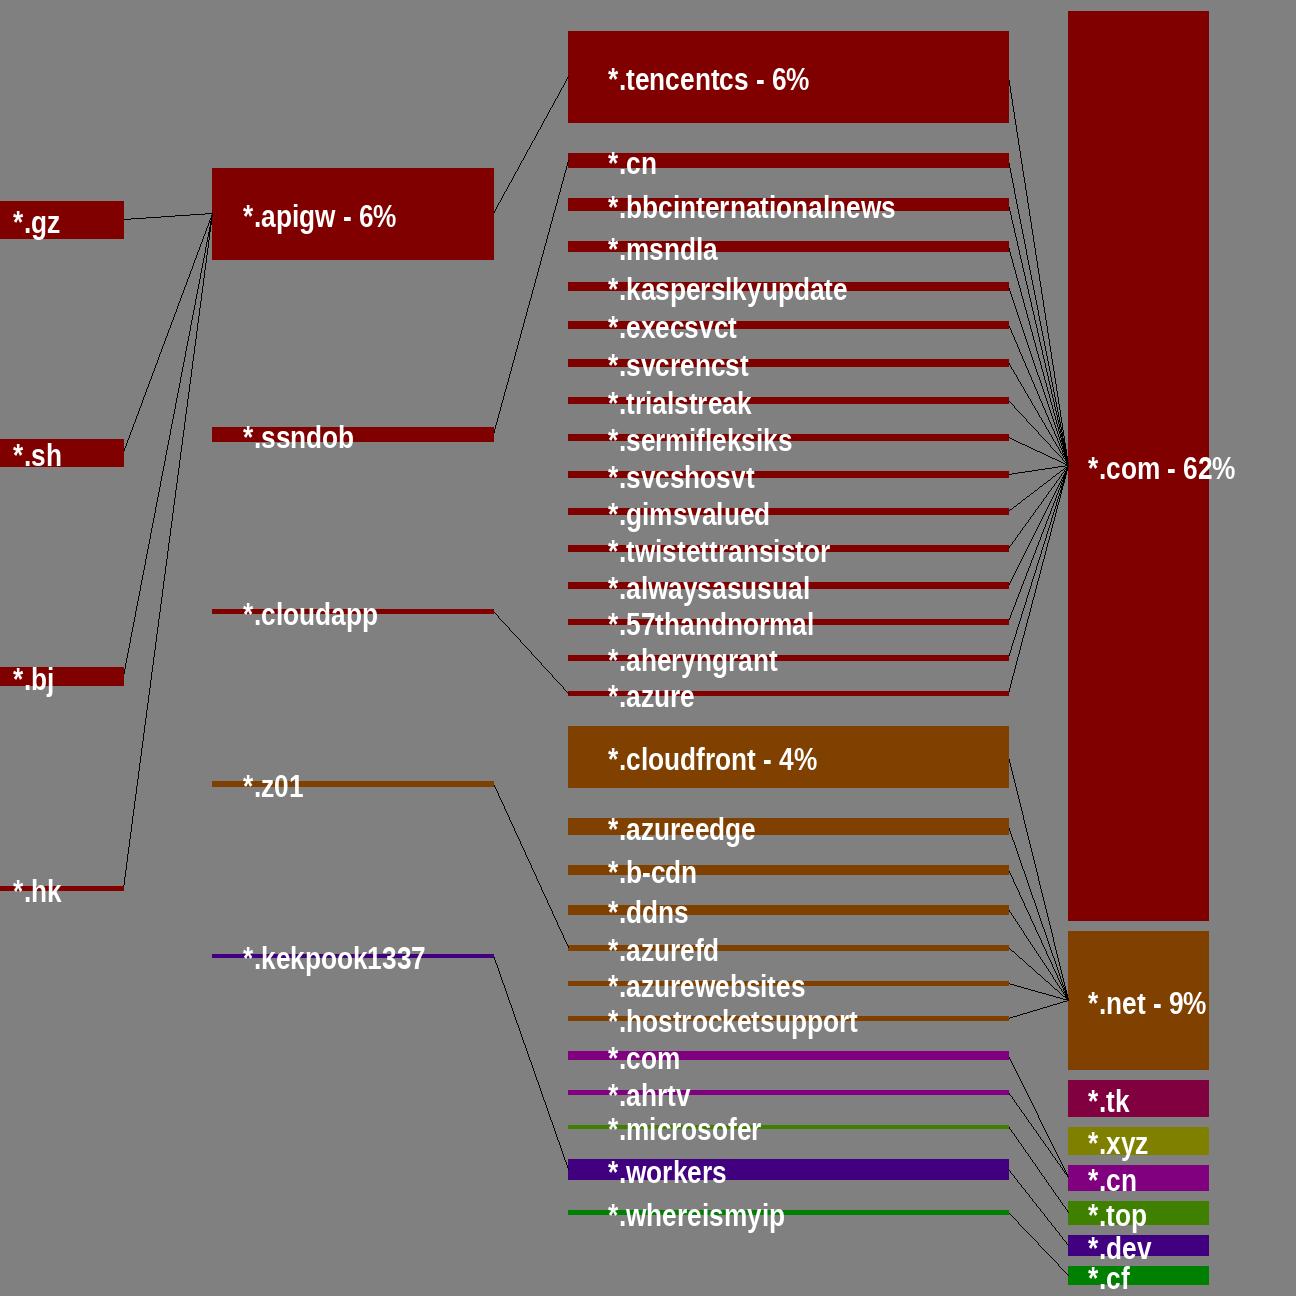 *.gz
*.sh
*.bj
*.hk
*.apigw - 6%
*.ssndob
*.cloudapp
*.z01
*.kekpook1337
*.tencentcs - 6%
*.cn
*.bbcinternationalnews
*.msndla
*.kasperslkyupdate
*.execsvct
*.svcrencst
*.trialstreak
*.sermifleksiks
*.svcshosvt
*.gimsvalued
*.twistettransistor
*.alwaysasusual
*.57thandnormal
*.aheryngrant
*.azure
*.cloudfront - 4%
*.azureedge
*.b-cdn
*.ddns
*.azurefd
*.azurewebsites
*.hostrocketsupport
*.com
*.ahrtv
*.microsofer
*.workers
*.whereismyip
*.com - 62%
*.net - 9%
*.tk
*.xyz
*.cn
*.top
*.dev
*.cf